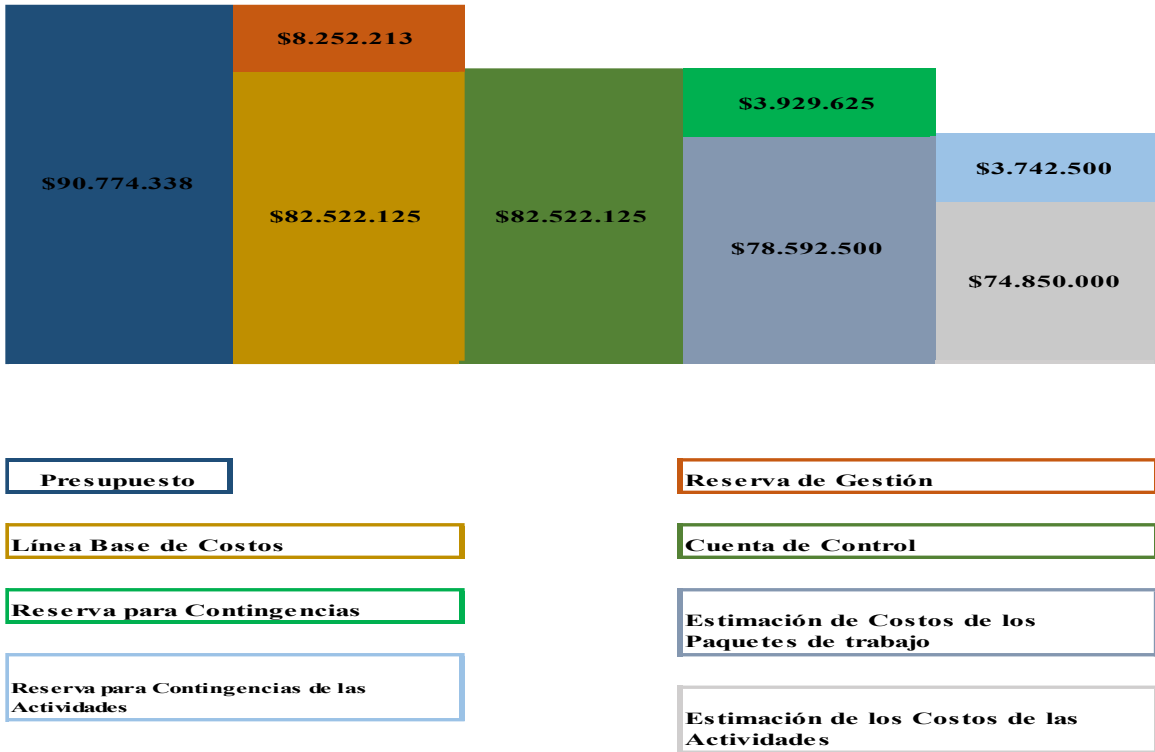 $8.252.213
$3.929.625
$3.742.500
$90.774.338
$82.522.125
$82.522.125
$78.592.500
$74.850.000
Presupuesto
Reserva de Gestión
Línea Base de Costos
Cuenta de Control
Reserva para Contingencias
Estimación de Costos de los
Paquetes de trabajo
Reserva para Contingencias de las
Actividades
Estimación de los Costos de las
Actividades